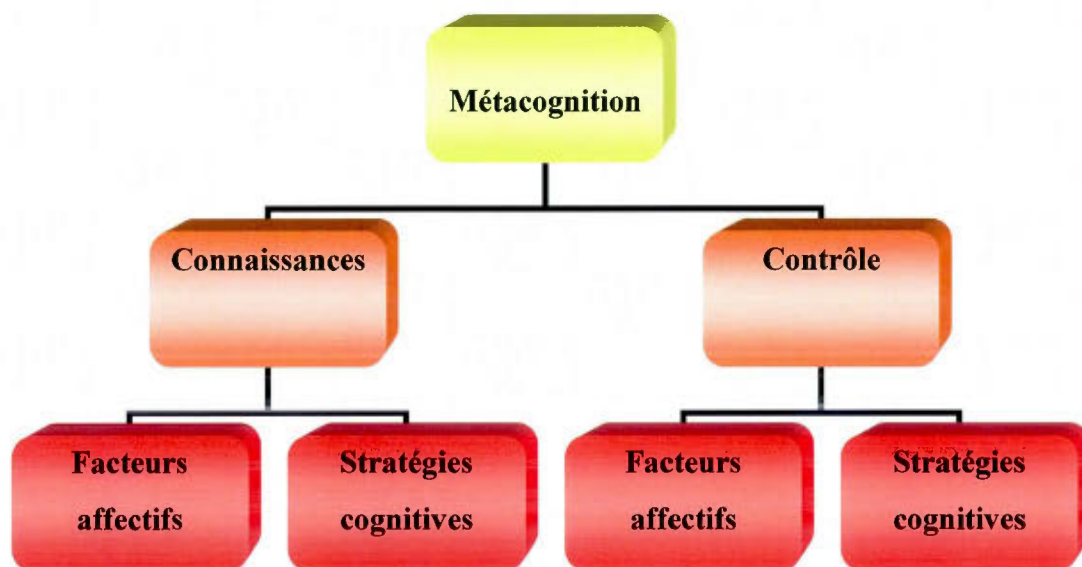 Métacognition
Connaissances
Contrôle
Facteurs
affectifs
Stratégies
cognitives
Facteurs
affectifs
Stratégies
cognitives